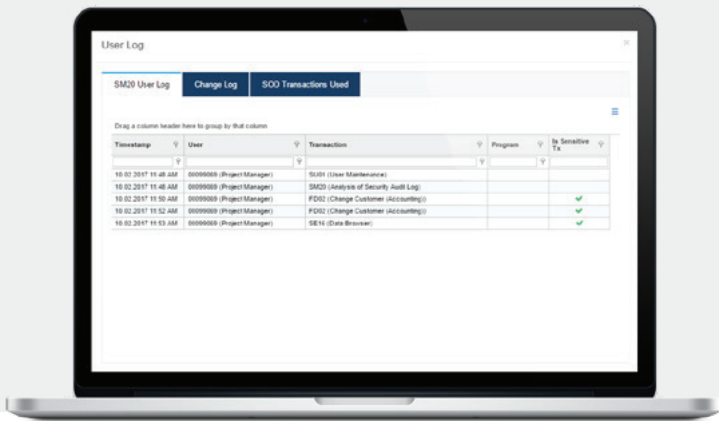 User Log
SM20 User Log Change Log SOD Transactions Used
Drag a column header here to group by that column
Timestamp User Transaction Program Is Sensitive Tx
10.02.2017 11:48 AM 00099089 (Project Manager) SU01 (User Maintenance)
10.02.2017 11:48 AM 00099089 (Project Manager) SM20 (Analysis of Security Audit Log)
10.02.2017 11:50 AM 00099089 (Project Manager) FD02 (Change Customer (Accounting))
10.02.2017 11:52 AM 00099089 (Project Manager) FD02 (Change Customer (Accounting))
10.02.2017 11:53 AM 00099089 (Project Manager) SE16 (Data Browser)